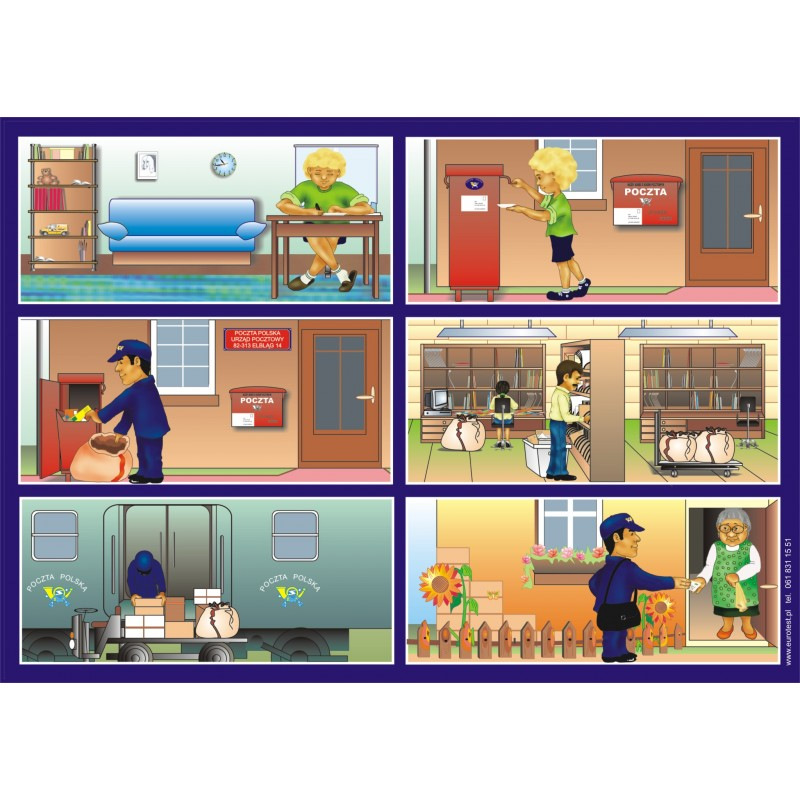 POCZTA
POCZTA POLSKA
URZĄD POCZTOWY
82-313 ELBLĄG 14
POCZTA
POCZTA POLSKA
POCZTA POLSKA
www.eurotest.pl tel. 061 831 15 51